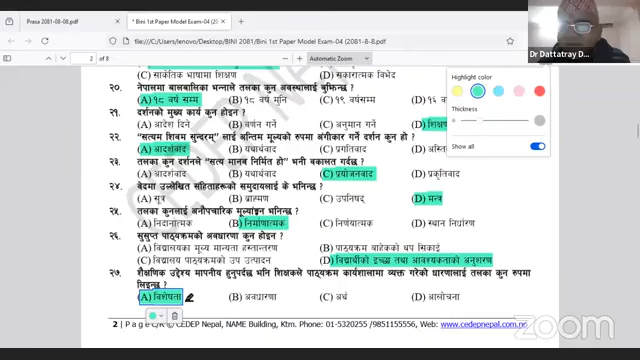 Prasa 2081-08-08
Bini 1st Paper Model Exam-04 (2081-8-8
File C:/Users/lenovo/Desktop/BINI 2081/Bini 1st Paper Model Exam-04 (2081-8-8.pdf
2 of 8
Automatic Zoom
Dr Dattatray D...
Highlight color
Thickness
Show all
(C) सांकेतिक भाषामा शिक्षण (D) सकारात्मक विभेद
२०. नेपालमा बालबालिका भन्नाले तलका कुन अवस्थालाई बुझिन्छ ?
(A) १८ वर्ष सम्म (B) १८ वर्ष मुनि (C) १९ वर्षसम्म (D) १६ व
२१. दर्शनको मुख्य कार्य कुन होइन ?
(A) आदेश दिने (B) वर्णन गर्ने (C) अनुमान गर्ने (D) शिक्षण
२२. "सत्यम शिवम सुन्दरम्" लाई अन्तिम मूल्यको रुपमा अंगीकार गर्ने दर्शन कुन हो ?
(A) आदर्शवाद (B) यथार्थवाद (C) प्रगतिवाद (D) अस्ति
२३. तलका कुन दर्शनले "सत्य मानव निर्मित हो" भनी वकालत गर्दछ ?
(A) आदर्शवाद (B) यथार्थवाद (C) प्रयोजनवाद (D) प्रकृतिवाद
२४. वेदमा उल्लेखित संहिताहरूको समुदायलाई के भनिन्छ ?
(A) सूत्र (B) ब्राह्मण (C) उपनिषद् (D) मन्त्र
२५. तलका कुनलाई अनौपचारिक मूल्याङ्कन भनिन्छ ?
(A) निदानात्मक (B) निर्माणात्मक (C) निर्णयात्मक (D) स्थान निर्धारण
२६. सुसुप्त पाठ्यक्रमको अवधारणा कुन होइन ?
(A) विद्यालयका मूल्य मान्यता हस्तान्तरण (B) पाठ्यक्रम बाहेकको थप सिकाई
(C) विद्यालय पाठ्यक्रमको उप उत्पादन (D) विद्यार्थीको इच्छा तथा आवश्यकताको अनुशरण
२७. शैक्षणिक उद्देश्य मापनीय हुनुपर्दछ भनि शिक्षकले पाठ्यक्रम कार्यशालामा व्यक्त गरेको धारणालाई तलका कुन रुपमा
लिइन्छ ?
(A) विशेषता (B) अवधारणा (C) अर्थ (D) आलोचना
2 | P a g e C/R © CEDEP Nepal, NAME Building, Ktm. Phone: 01-5320255 /9851155556, Website: www.cedepnepal.com.np
zoom